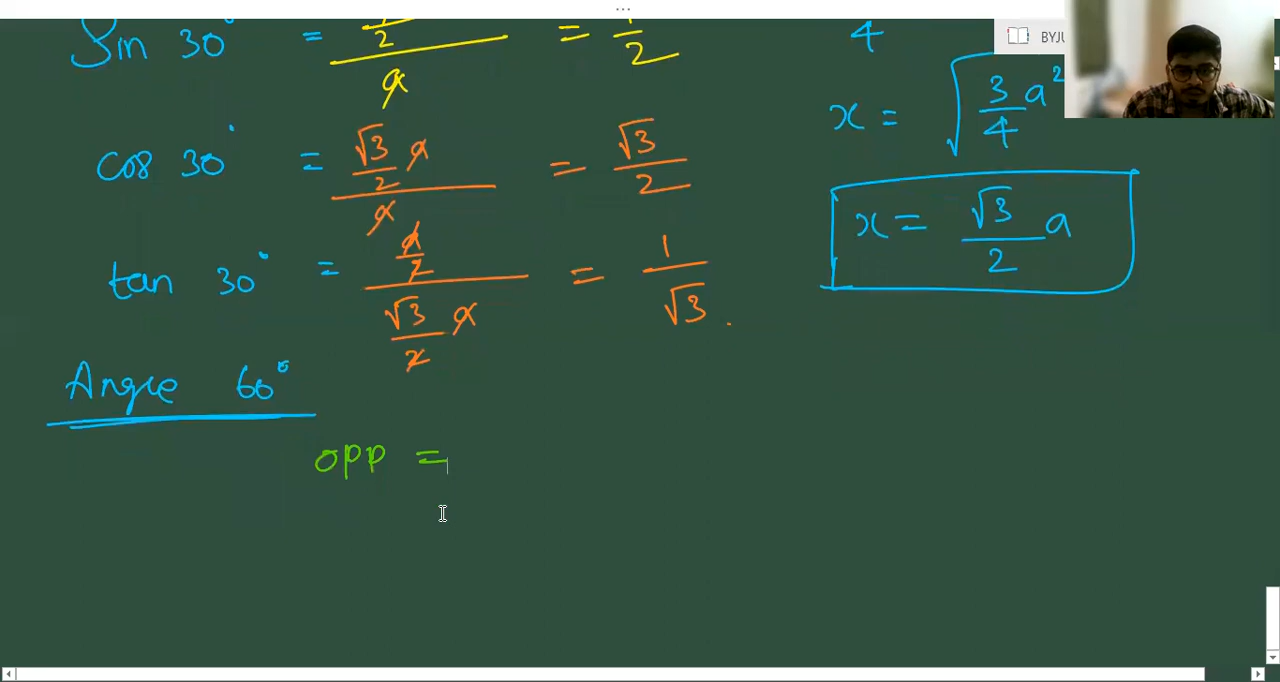 Sin 30° = (1/2)/a = 1/2
cos 30° = (√3/2 a)/a = √3/2
tan 30° = (a/2)/(√3/2 a) = 1/√3.
Angle 60°
opp =
4
x = √(3/4 a²)
x = √3/2 a
BYJU